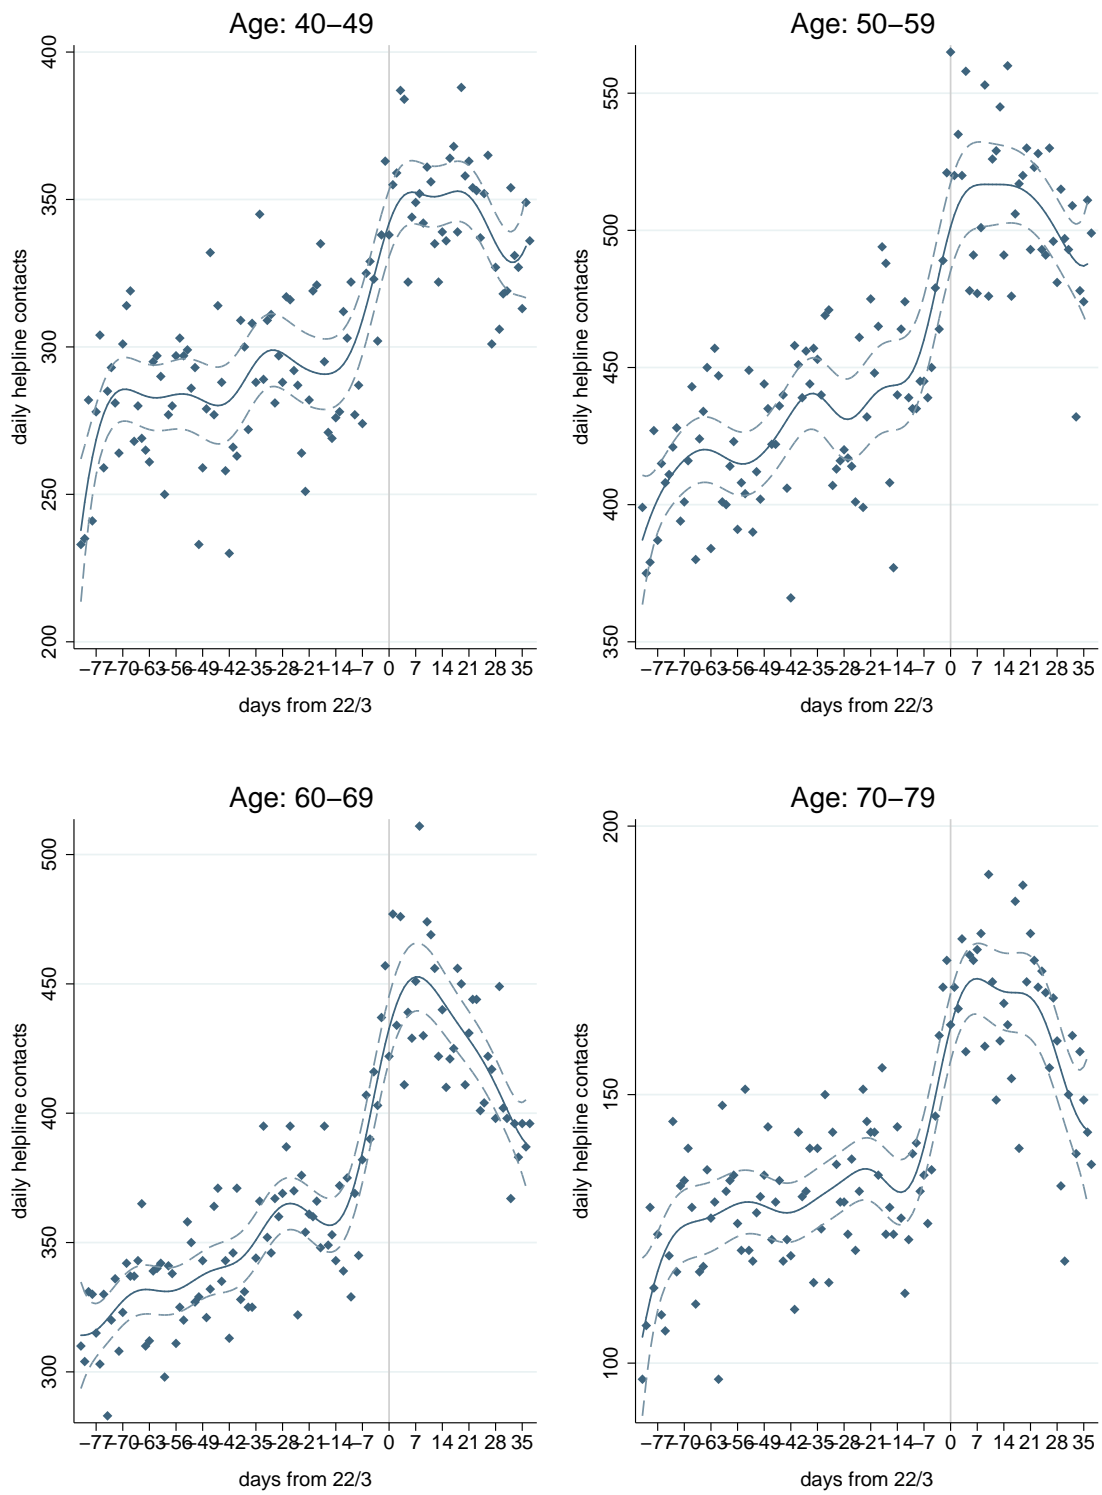 Age: 40–49
daily helpline contacts
400
350
300
250
200
–77 –70 –63 –56 –49 –42 –35 –28 –21 –14 –7 0 7 14 21 28 35
days from 22/3
Age: 50–59
daily helpline contacts
550
500
450
400
350
–77 –70 –63 –56 –49 –42 –35 –28 –21 –14 –7 0 7 14 21 28 35
days from 22/3
Age: 60–69
daily helpline contacts
500
450
400
350
300
–77 –70 –63 –56 –49 –42 –35 –28 –21 –14 –7 0 7 14 21 28 35
days from 22/3
Age: 70–79
daily helpline contacts
200
150
100
–77 –70 –63 –56 –49 –42 –35 –28 –21 –14 –7 0 7 14 21 28 35
days from 22/3